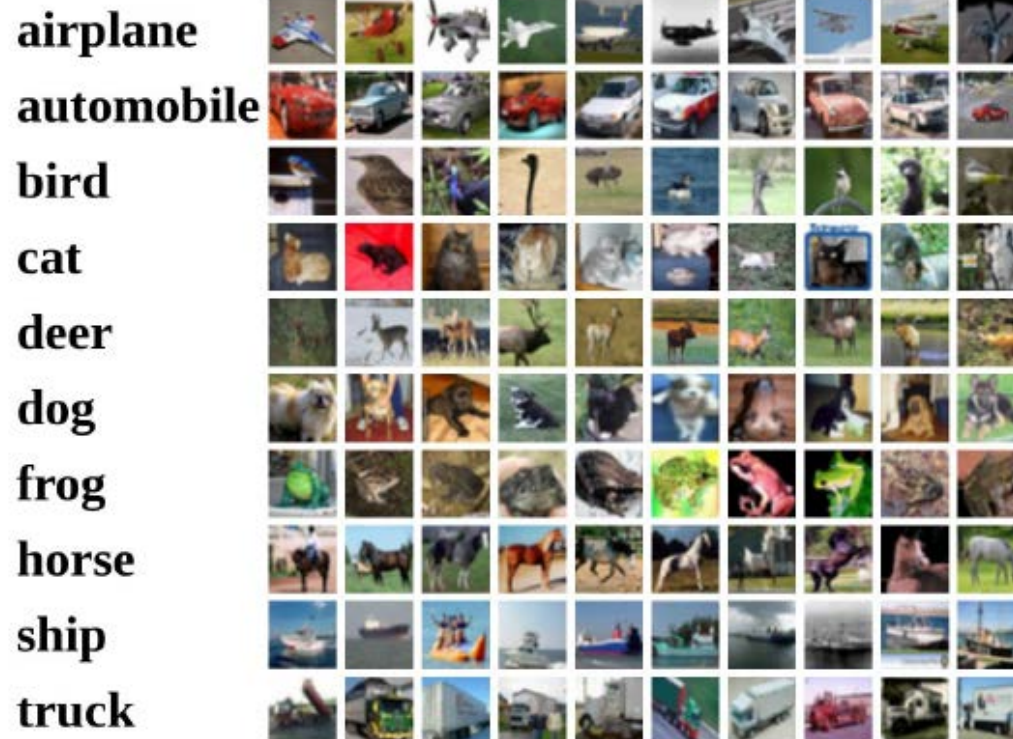 airplane
automobile
bird
cat
deer
dog
frog
horse
ship
truck